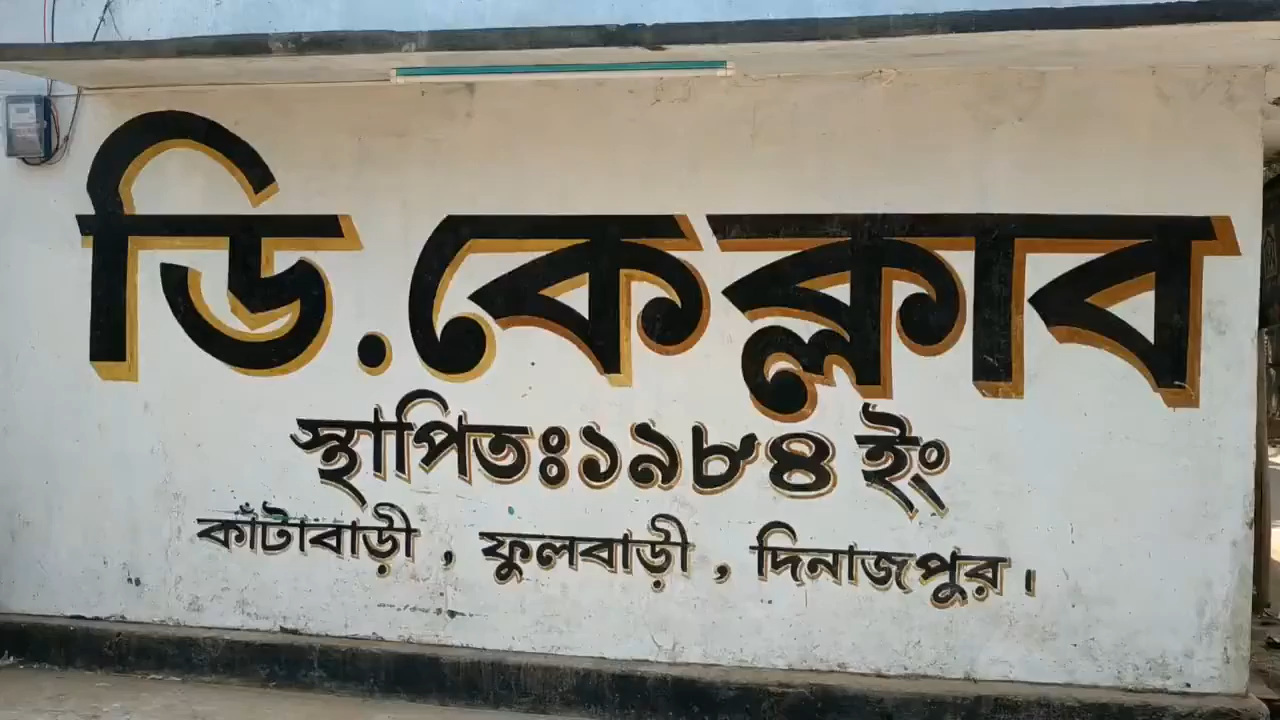 ডি.কে ক্লাব
স্থাপিতঃ১৯৮৪ ইং
কাঁটাবাড়ী , ফুলবাড়ী , দিনাজপুর।